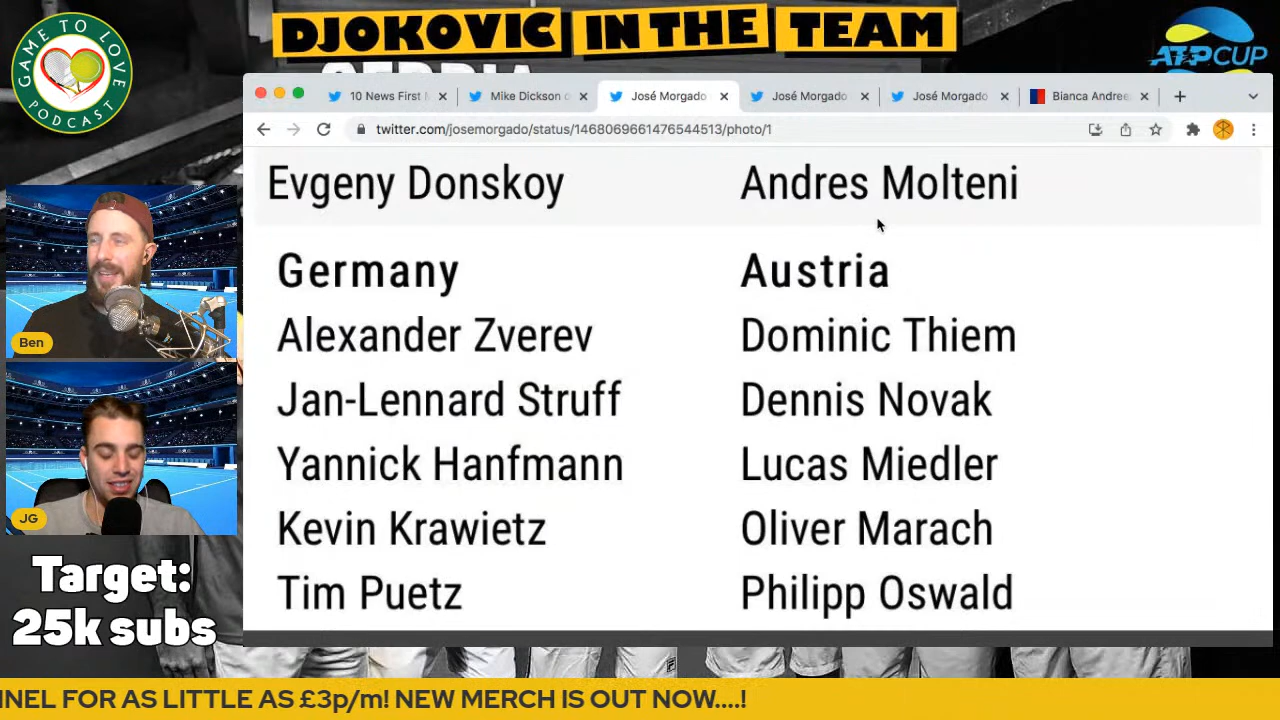 DJOKOVIC IN THE TEAM
GAME TO LOVE
PODCAST
ATP CUP
10 News First
Mike Dickson o
José Morgado
José Morgado
José Morgado
Bianca Andree
twitter.com/josemorgado/status/1468069661476544513/photo/1
Evgeny Donskoy
Andres Molteni
Germany
Austria
Alexander Zverev
Dominic Thiem
Jan-Lennard Struff
Dennis Novak
Yannick Hanfmann
Lucas Miedler
Kevin Krawietz
Oliver Marach
Tim Puetz
Philipp Oswald
Ben
JG
Target:
25k subs
NNEL FOR AS LITTLE AS £3p/m! NEW MERCH IS OUT NOW....!